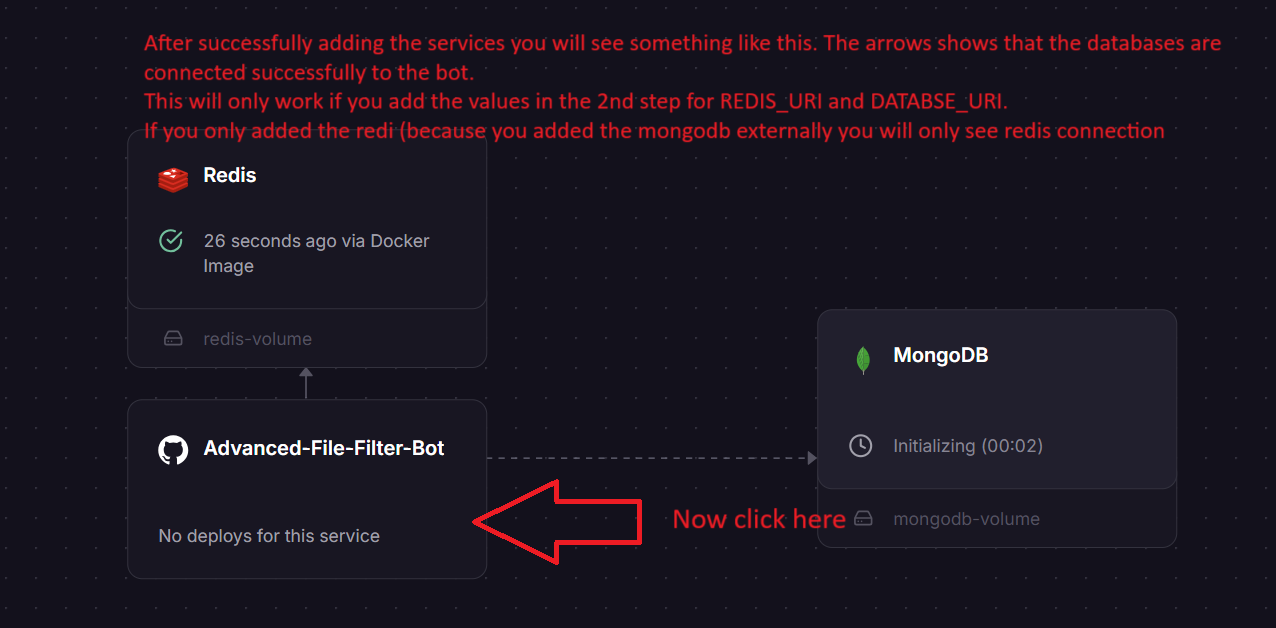 After successfully adding the services you will see something like this. The arrows shows that the databases are
connected successfully to the bot.
This will only work if you add the values in the 2nd step for REDIS_URI and DATABSE_URI.
If you only added the redi (because you added the mongodb externally you will only see redis connection
Redis
26 seconds ago via Docker
Image
redis-volume
MongoDB
Initializing (00:02)
mongodb-volume
Advanced-File-Filter-Bot
No deploys for this service
Now click here